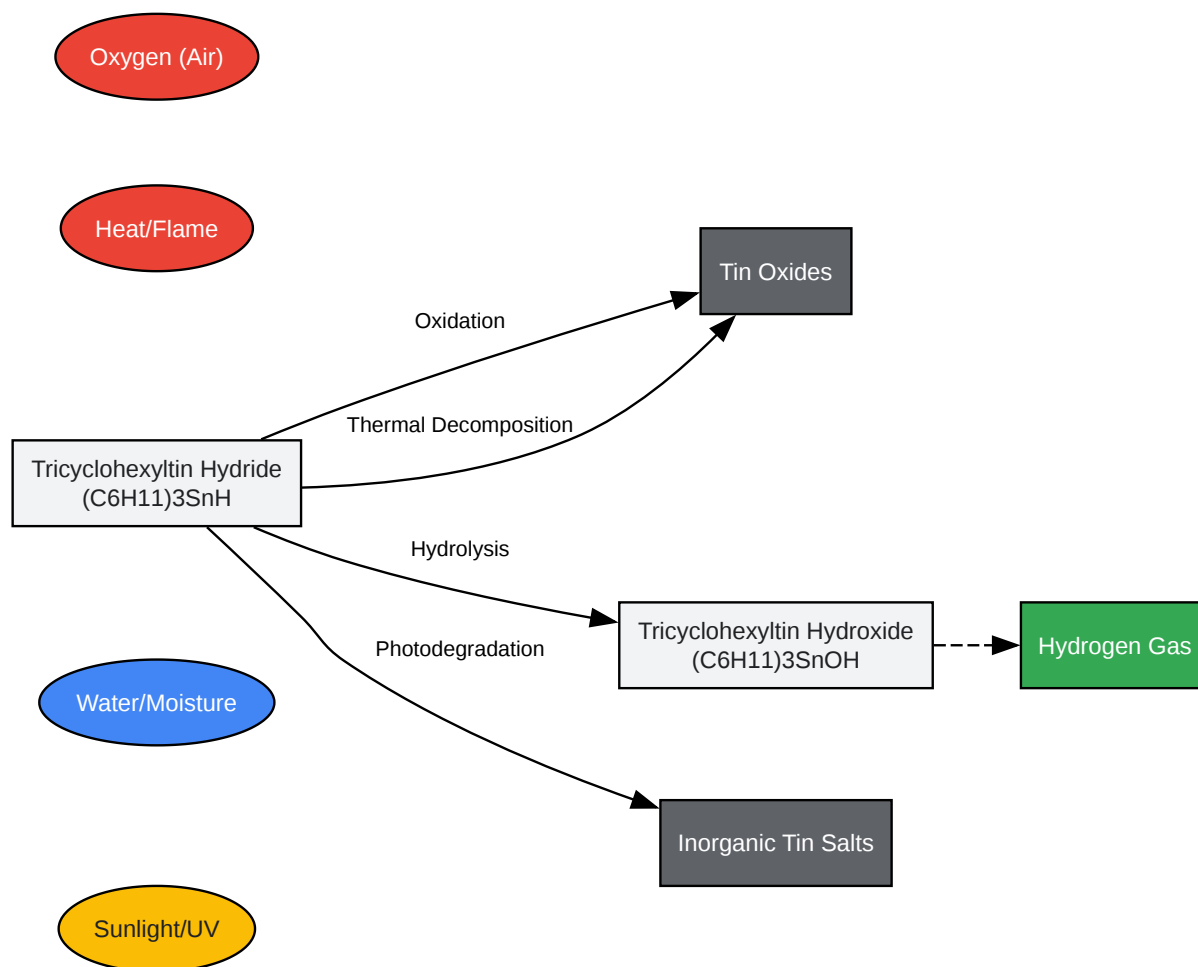 Oxygen (Air)
Heat/Flame
Tin Oxides
Oxidation
Thermal Decomposition
Tricyclohexyltin Hydride
(C6H11)3SnH
Hydrolysis
Tricyclohexyltin Hydroxide
(C6H11)3SnOH
Hydrogen Gas
Photodegradation
Water/Moisture
Inorganic Tin Salts
Sunlight/UV